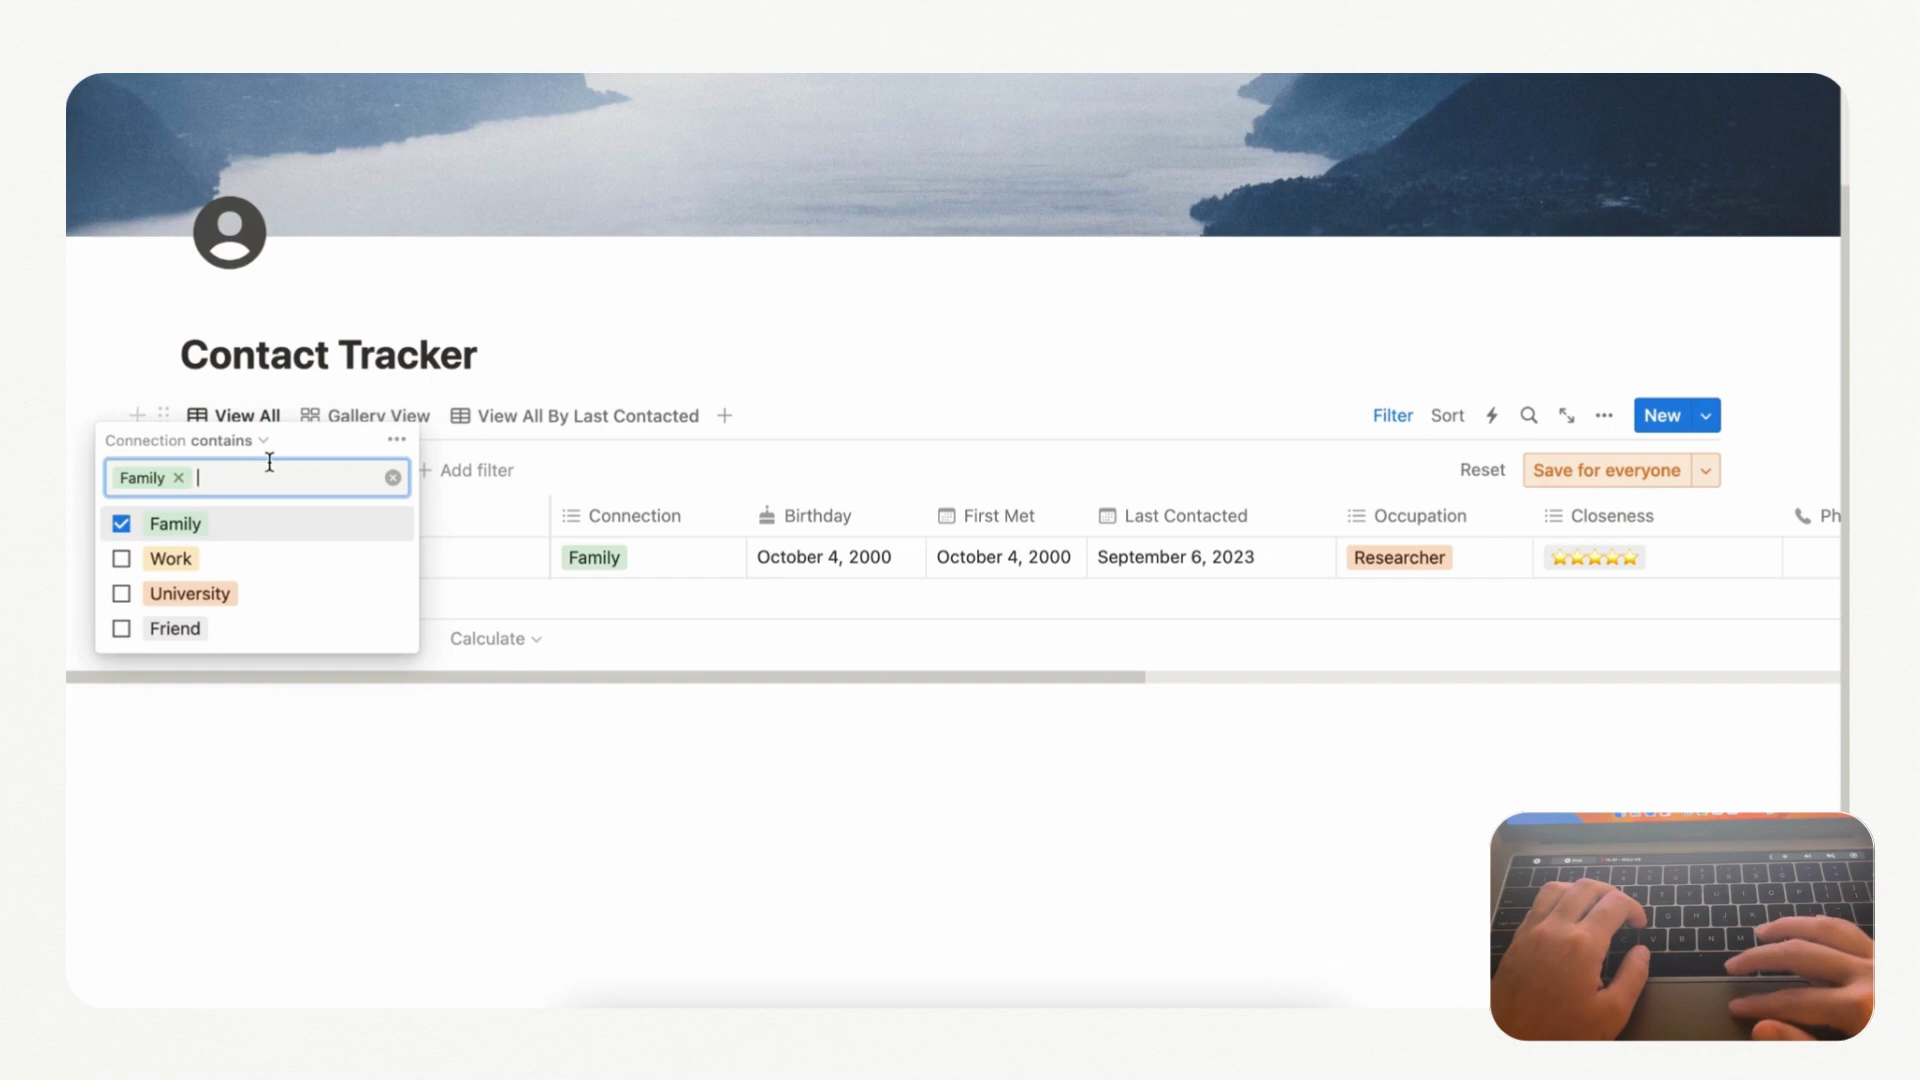 Contact Tracker
View All
Gallery View
View All By Last Contacted
Filter
Sort
New
Connection contains
Family
Add filter
Reset
Save for everyone
Family
Work
University
Friend
Connection
Birthday
First Met
Last Contacted
Occupation
Closeness
Ph
Family
October 4, 2000
October 4, 2000
September 6, 2023
Researcher
Calculate